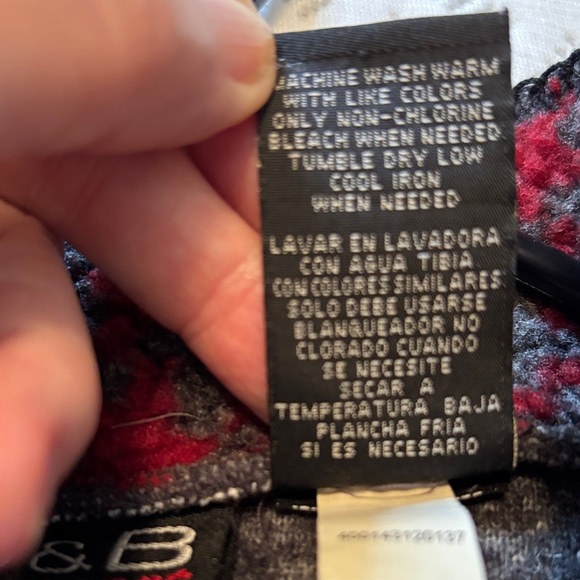 MACHINE WASH WARM
WITH LIKE COLORS
ONLY NON-CHLORINE
BLEACH WHEN NEEDED
TUMBLE DRY LOW
COOL IRON
WHEN NEEDED
LAVAR EN LAVADORA
CON AGUA TIBIA
CON COLORES SIMILARES
SOLO DEBE USARSE
BLANQUEADOR NO
CLORADO CUANDO
SE NECESITE
SECAR A
TEMPERATURA BAJA
PLANCHA FRIA
SI ES NECESARIO
400143120137
& B